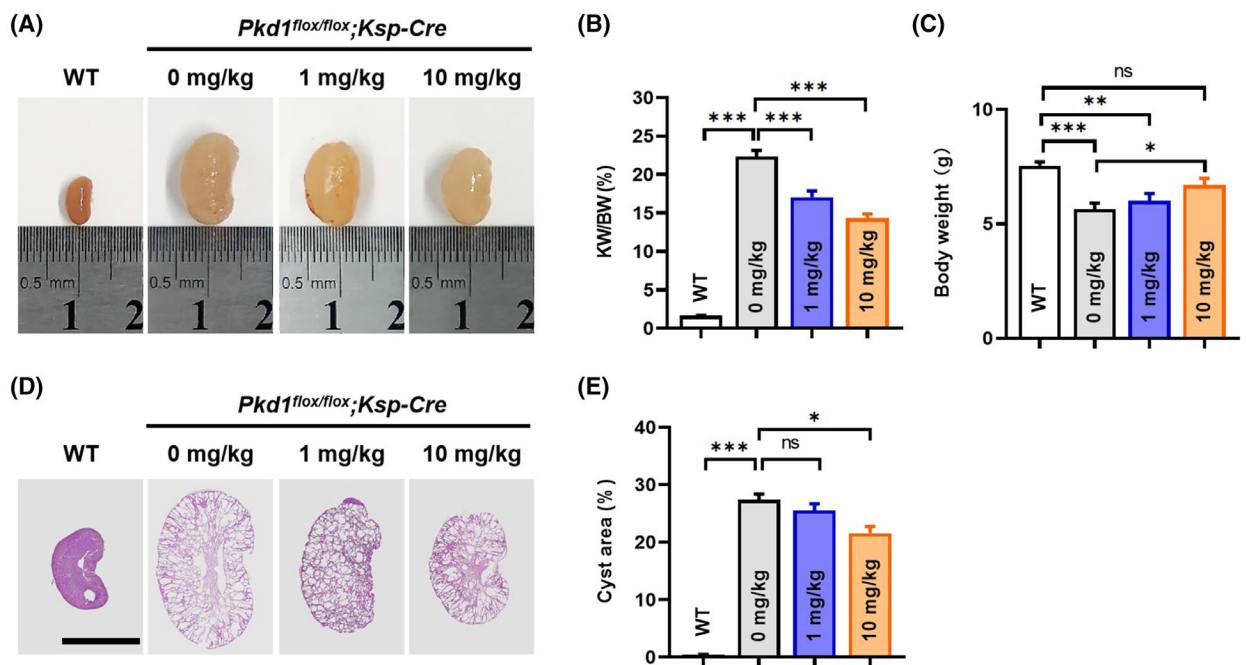 (A)
Pkd1flox/flox;Ksp-Cre
WT 0 mg/kg 1 mg/kg 10 mg/kg
0.5 mm 0.5 mm 0.5 mm 0.5 mm
1 2 1 2 1 2 1 2
(B)
KW/BW (%)
30
25
20
15
10
5
0
***
*** ***
WT
0 mg/kg
1 mg/kg
10 mg/kg
(C)
Body weight (g)
10
5
0
ns
**
***
*
WT
0 mg/kg
1 mg/kg
10 mg/kg
(D)
Pkd1flox/flox;Ksp-Cre
WT 0 mg/kg 1 mg/kg 10 mg/kg
(E)
Cyst area (%)
40
30
20
10
0
*
*** ns
WT
0 mg/kg
1 mg/kg
10 mg/kg